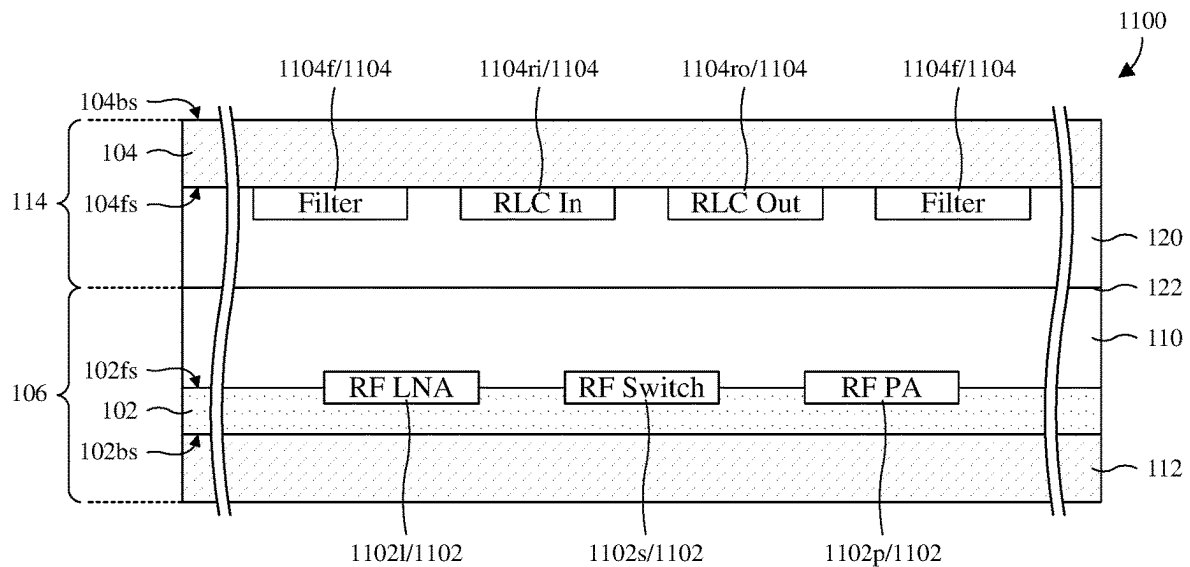 1100
1104f/1104 1104ri/1104 1104ro/1104 1104f/1104
104bs
104
114
104fs
Filter RLC In RLC Out Filter
120
122
110
102fs
106
RF LNA RF Switch RF PA
102
102bs
112
1102l/1102 1102s/1102 1102p/1102